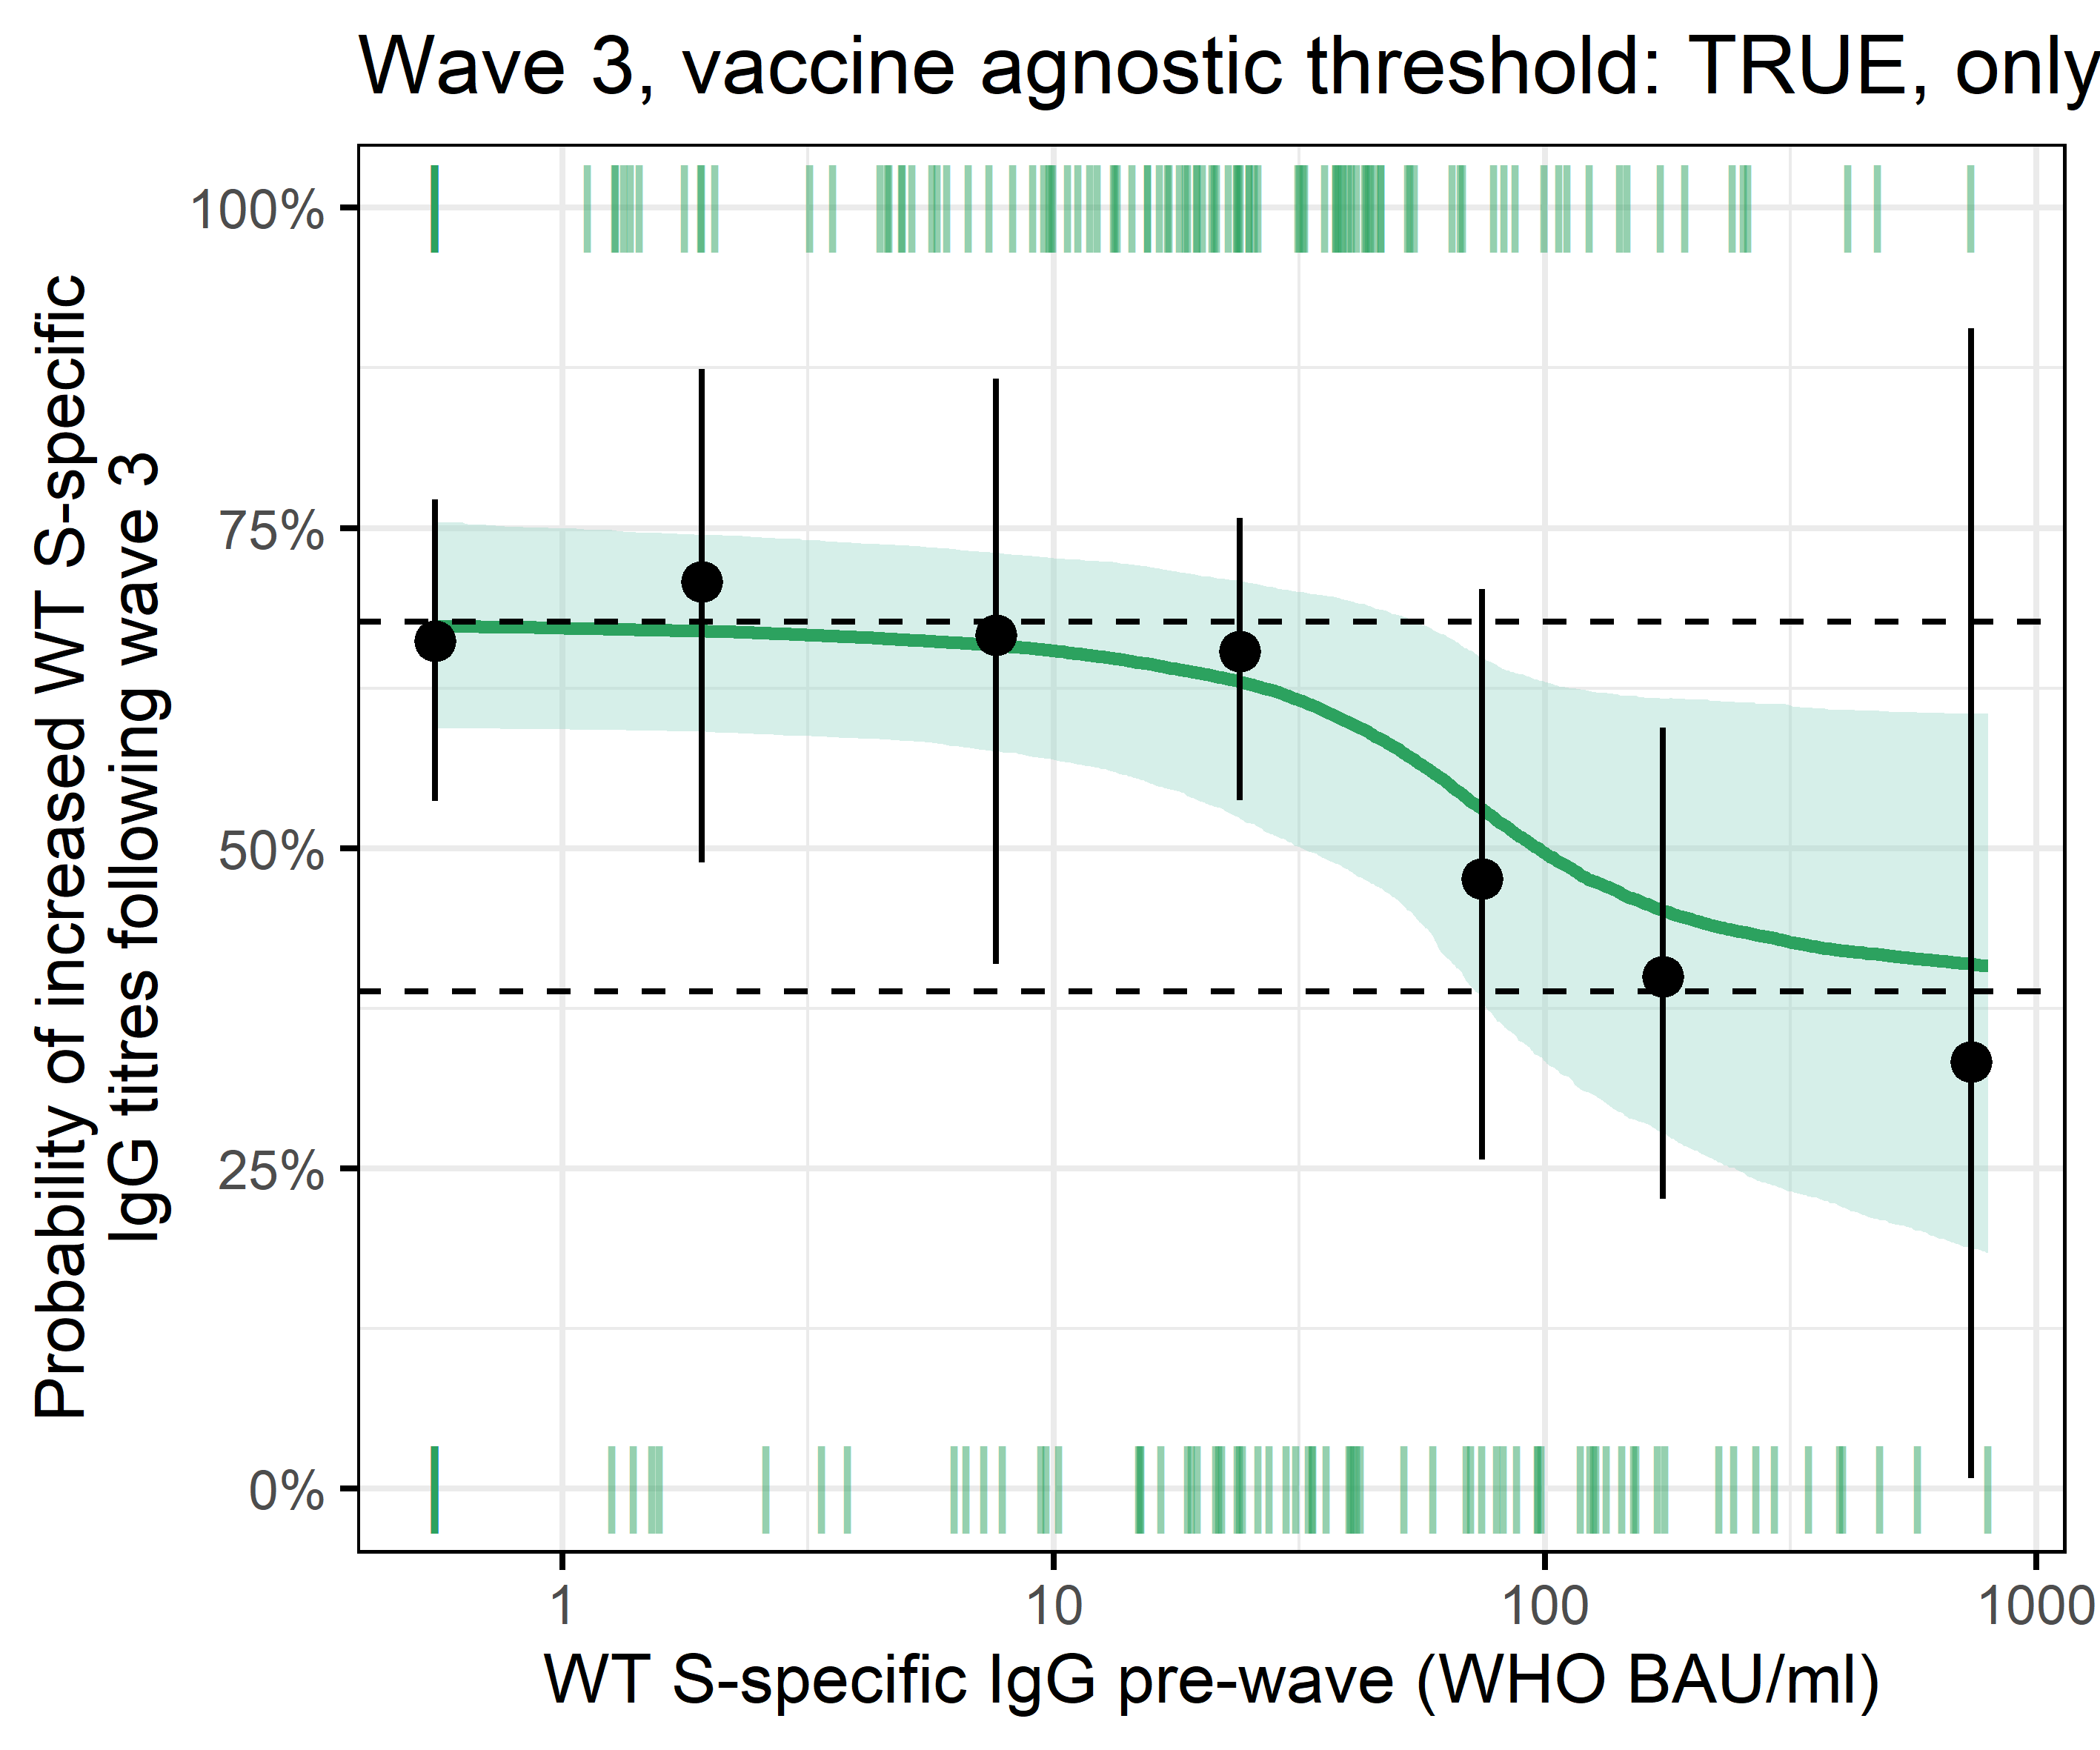 Wave 3, vaccine agnostic threshold: TRUE, only
Probability of increased WT S-specific
IgG titres following wave 3
100%
75%
50%
25%
0%
1
10
100
1000
WT S-specific IgG pre-wave (WHO BAU/ml)